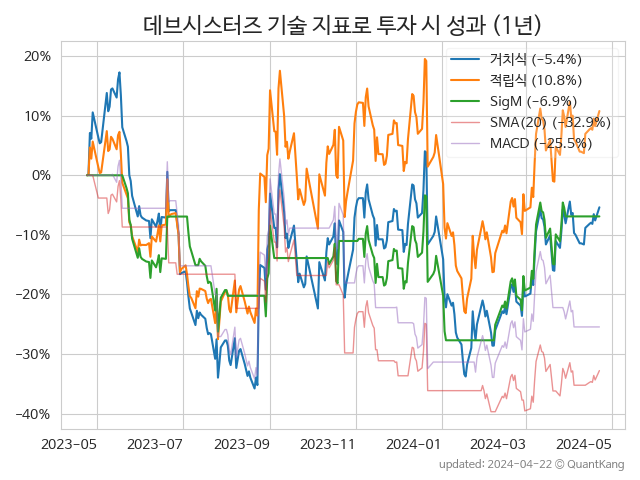 데브시스터즈 기술 지표로 투자 시 성과 (1년)
20%
10%
0%
−10%
−20%
−30%
−40%
거치식 (−5.4%)
적립식 (10.8%)
SigM (−6.9%)
SMA(20) (−32.9%)
MACD (−25.5%)
2023-05 2023-07 2023-09 2023-11 2024-01 2024-03 2024-05
updated: 2024-04-22 © QuantKang